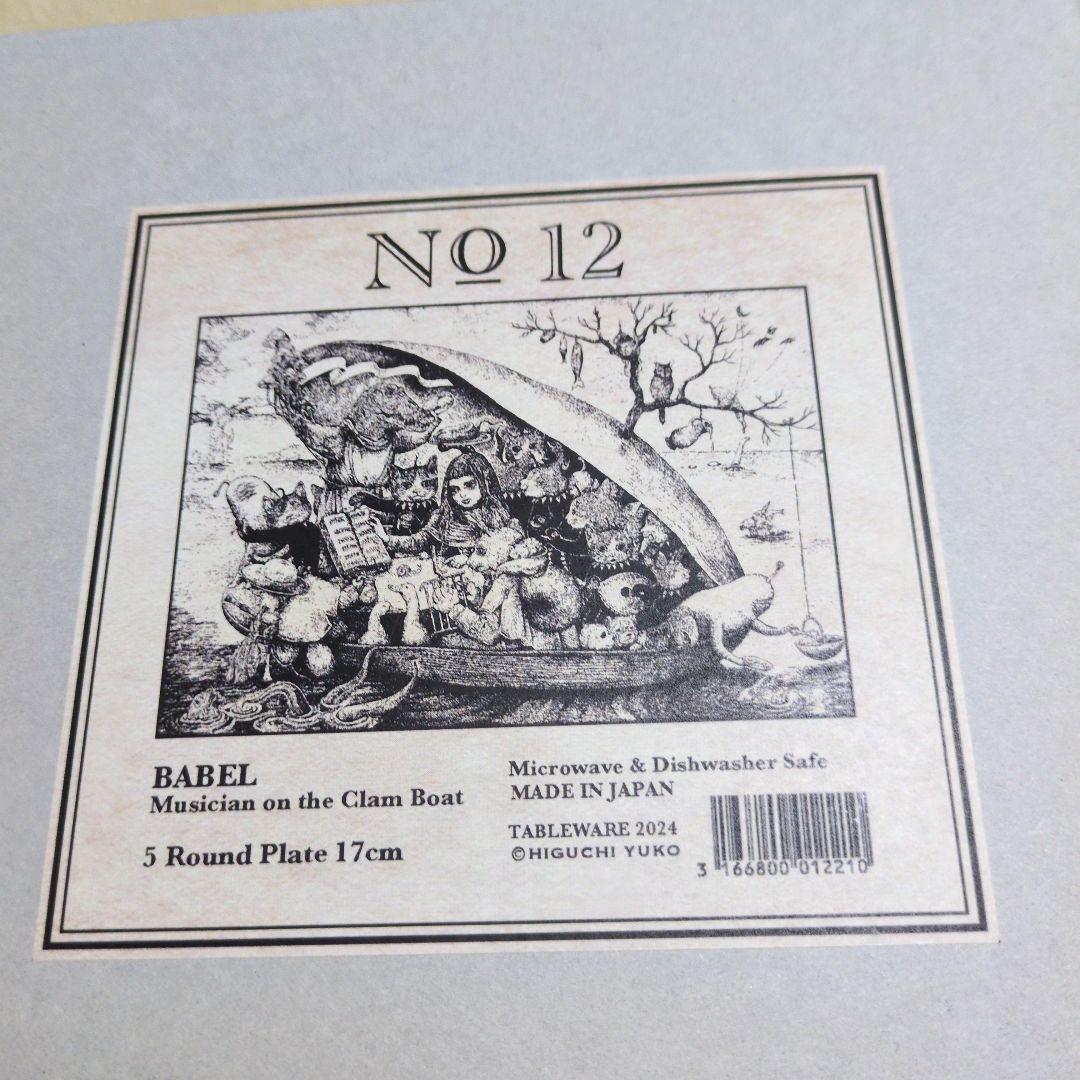 No 12
BABEL
Musician on the Clam Boat
5 Round Plate 17cm
Microwave & Dishwasher Safe
MADE IN JAPAN
TABLEWARE 2024
©HIGUCHI YUKO
3 166800 012210